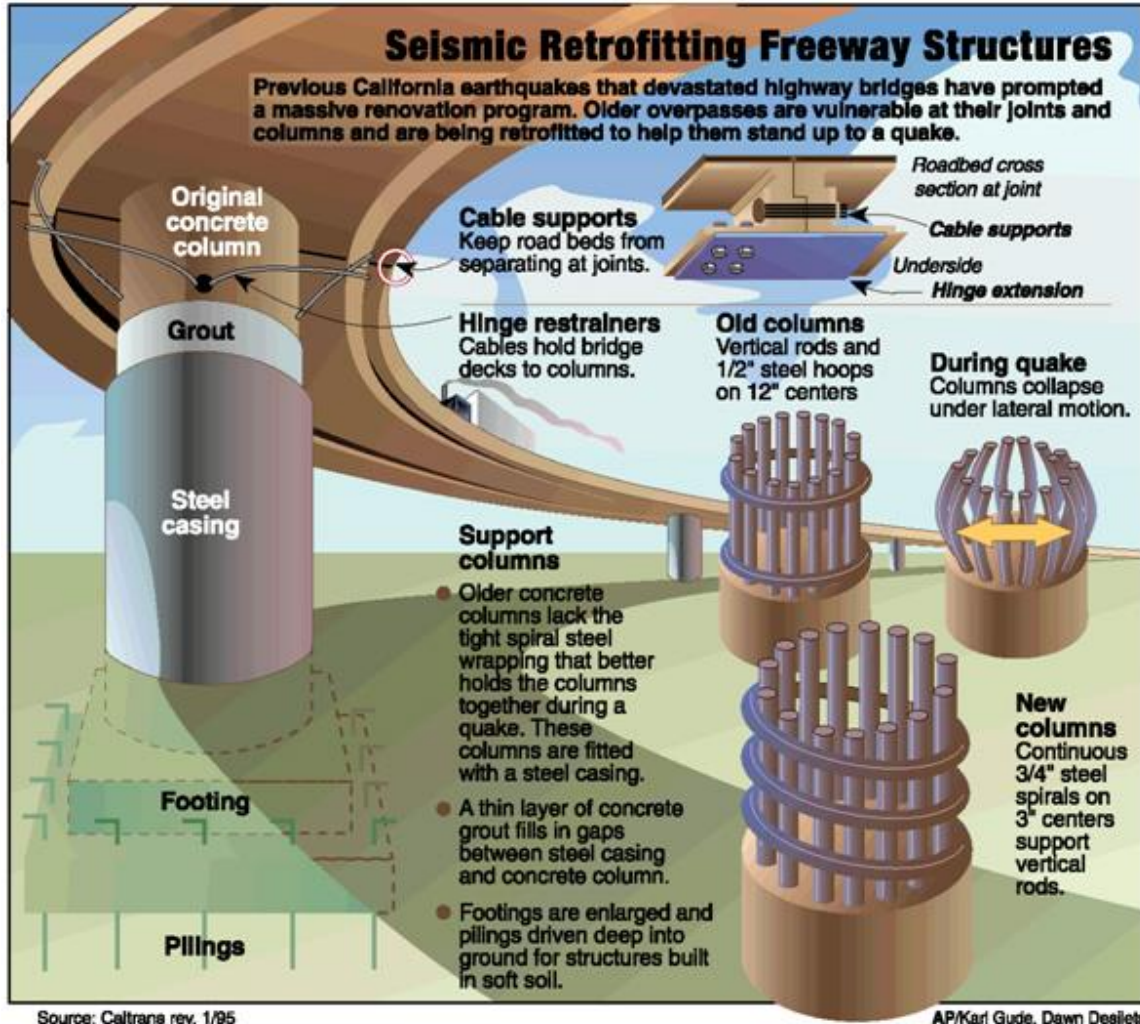 Seismic Retrofitting Freeway Structures
Previous California earthquakes that devastated highway bridges have prompted
a massive renovation program. Older overpasses are vulnerable at their joints and
columns and are being retrofitted to help them stand up to a quake.
Original
concrete
column
Grout
Steel
casing
Footing
Pilings
Cable supports
Keep road beds from
separating at joints.
Roadbed cross
section at joint
Cable supports
Underside
Hinge extension
Hinge restrainers
Cables hold bridge
decks to columns.
Old columns
Vertical rods and
1/2" steel hoops
on 12" centers
During quake
Columns collapse
under lateral motion.
Support
columns
Older concrete
columns lack the
tight spiral steel
wrapping that better
holds the columns
together during a
quake. These
columns are fitted
with a steel casing.
A thin layer of concrete
grout fills in gaps
between steel casing
and concrete column.
Footings are enlarged and
pilings driven deep into
ground for structures built
in soft soil.
New
columns
Continuous
3/4" steel
spirals on
3" centers
support
vertical
rods.
Source: Caltrans rev. 1/95
AP/Karl Gude, Dawn Desilets